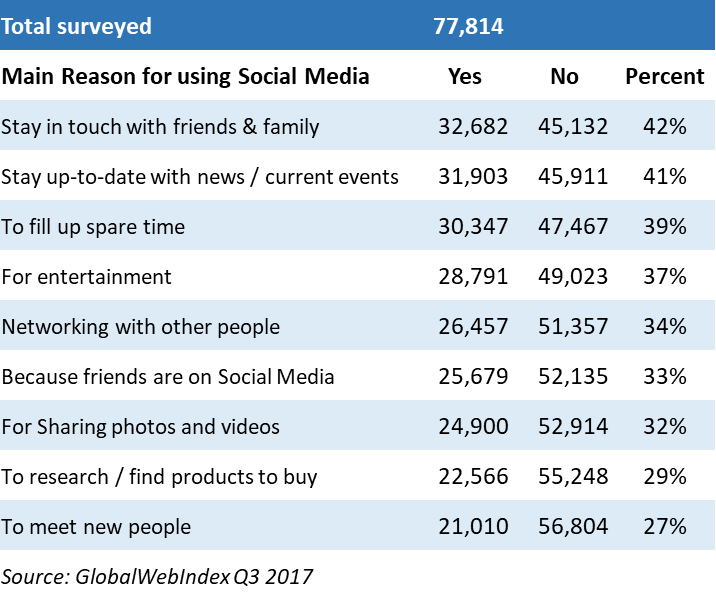 Total surveyed 77,814
Main Reason for using Social Media Yes No Percent
Stay in touch with friends & family 32,682 45,132 42%
Stay up-to-date with news / current events 31,903 45,911 41%
To fill up spare time 30,347 47,467 39%
For entertainment 28,791 49,023 37%
Networking with other people 26,457 51,357 34%
Because friends are on Social Media 25,679 52,135 33%
For Sharing photos and videos 24,900 52,914 32%
To research / find products to buy 22,566 55,248 29%
To meet new people 21,010 56,804 27%
Source: GlobalWebIndex Q3 2017